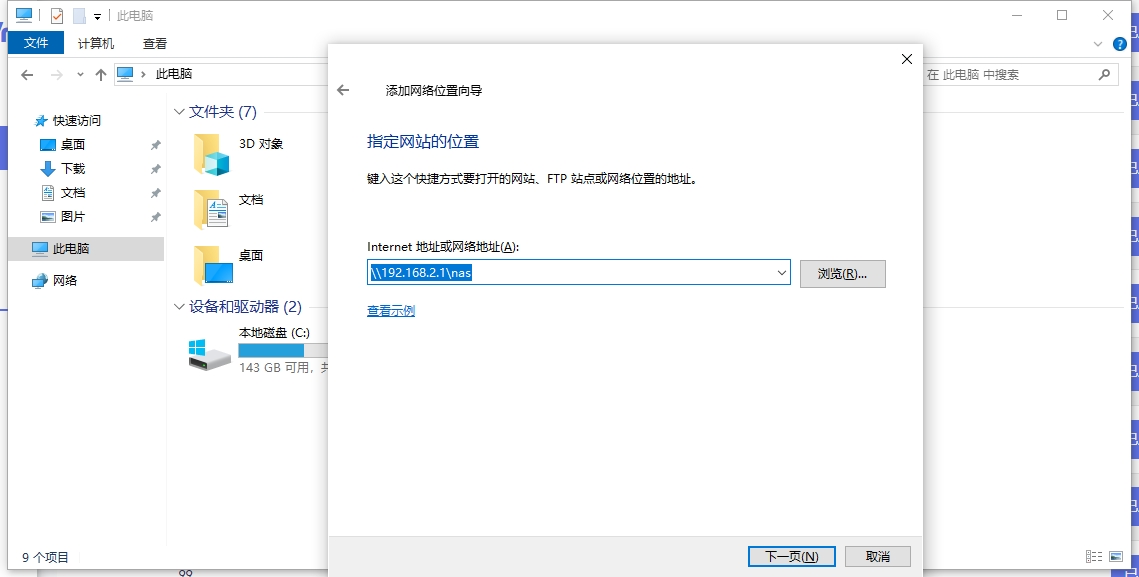 此电脑
文件 计算机 查看
此电脑
在 此电脑 中搜索
快速访问
桌面
下载
文档
图片
此电脑
网络
文件夹 (7)
3D 对象
文档
桌面
设备和驱动器 (2)
本地磁盘 (C:)
143 GB 可用，
9 个项目
添加网络位置向导
指定网站的位置
键入这个快捷方式要打开的网站、FTP 站点或网络位置的地址。
Internet 地址或网络地址(A):
\\192.168.2.1\nas
浏览(R)...
查看示例
下一页(N)
取消